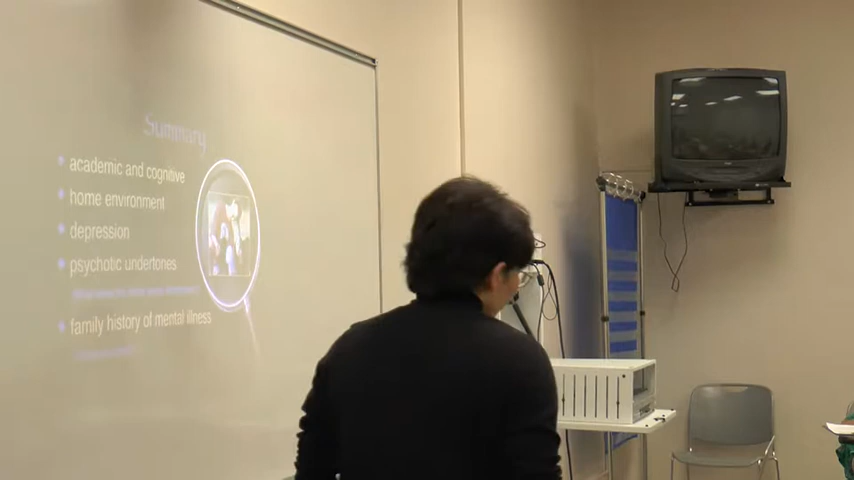 Summary
academic and cognitive
home environment
depression
psychotic undertones
family history of mental illness